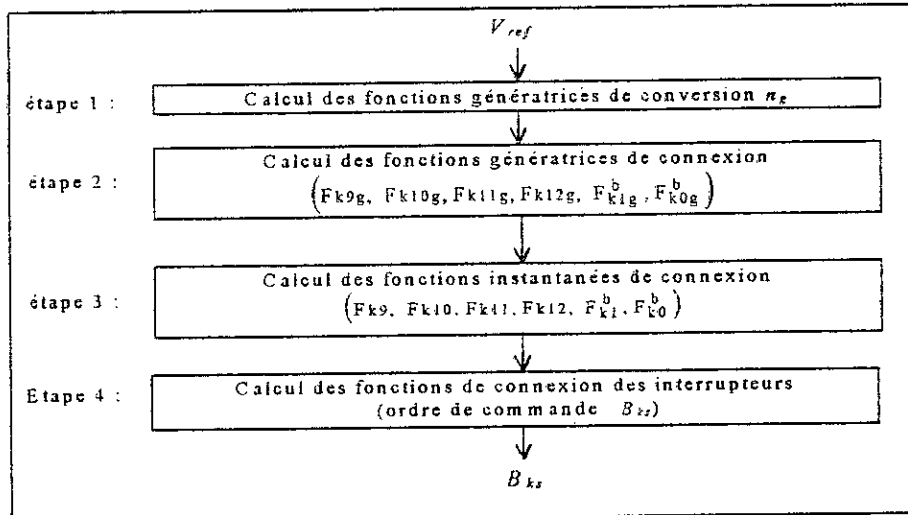 V ref
étape 1 :
Calcul des fonctions génératrices de conversion n_g
étape 2 :
Calcul des fonctions génératrices de connexion
(Fk9g, Fk10g, Fk11g, Fk12g, F^b_k1g, F^b_k0g)
étape 3 :
Calcul des fonctions instantanées de connexion
(Fk9, Fk10, Fk11, Fk12, F^b_k1, F^b_k0)
Etape 4 :
Calcul des fonctions de connexion des interrupteurs
(ordre de commande B_ks)
B_ks